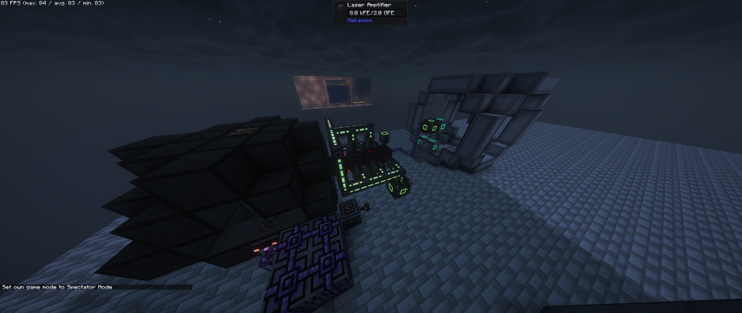 83 FPS (max: 84 / avg: 83 / min: 83)
Laser Amplifier
0.0 kFE/2.0 GFE
Mekanism
Set own game mode to Spectator Mode